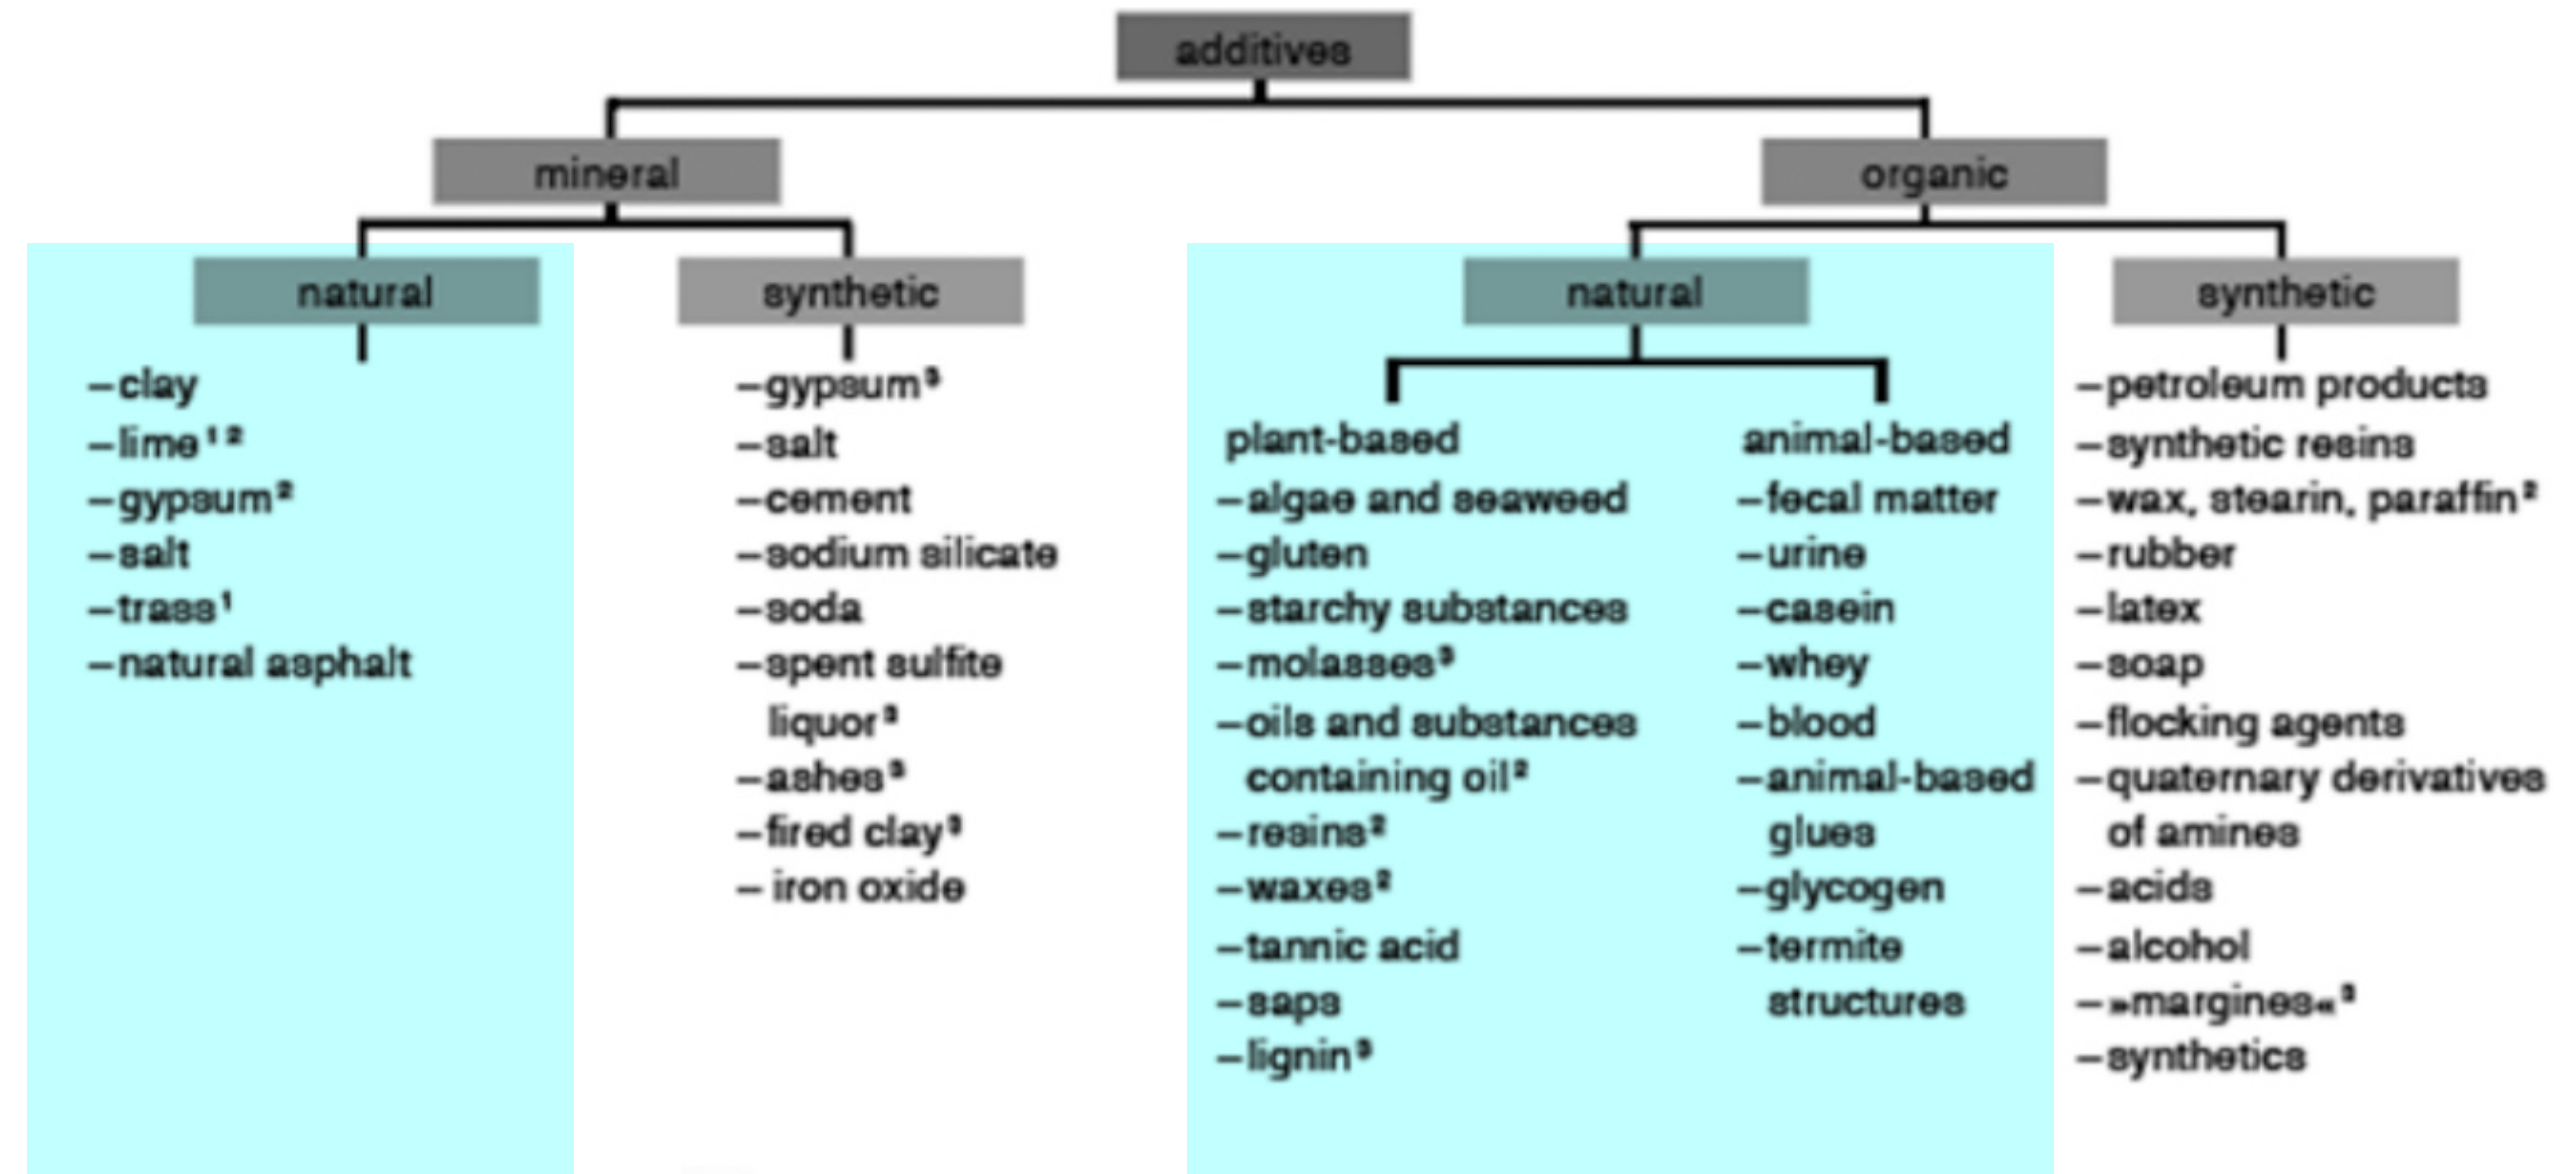 additives
mineral
organic
natural
synthetic
natural
synthetic
–clay
–lime¹ ²
–gypsum²
–salt
–trass¹
–natural asphalt
–gypsum³
–salt
–cement
–sodium silicate
–soda
–spent sulfite
liquor³
–ashes³
–fired clay³
– iron oxide
plant-based
–algae and seaweed
–gluten
–starchy substances
–molasses³
–oils and substances
containing oil²
–resins²
–waxes²
–tannic acid
–saps
–lignin³
animal-based
–fecal matter
–urine
–casein
–whey
–blood
–animal-based
glues
–glycogen
–termite
structures
–petroleum products
–synthetic resins
–wax, stearin, paraffin²
–rubber
–latex
–soap
–flocking agents
–quaternary derivatives
of amines
–acids
–alcohol
–»margines«³
–synthetics